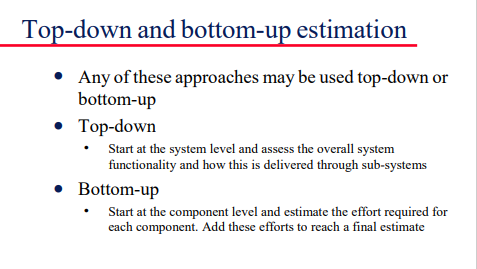 Top-down and bottom-up estimation
• Any of these approaches may be used top-down or
bottom-up
• Top-down
• Start at the system level and assess the overall system
functionality and how this is delivered through sub-systems
• Bottom-up
• Start at the component level and estimate the effort required for
each component. Add these efforts to reach a final estimate